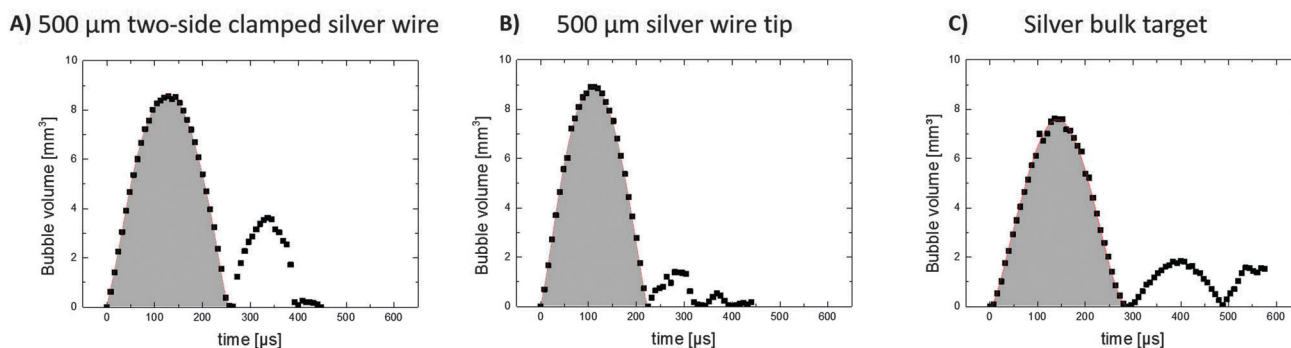 A) 500 µm two-side clamped silver wire
B) 500 µm silver wire tip
C) Silver bulk target
Bubble volume [mm³]
10
8
6
4
2
0
0 100 200 300 400 500 600
time [µs]
Bubble volume [mm³]
10
8
6
4
2
0
0 100 200 300 400 500 600
time [µs]
Bubble volume [mm³]
10
8
6
4
2
0
0 100 200 300 400 500 600
time [µs]